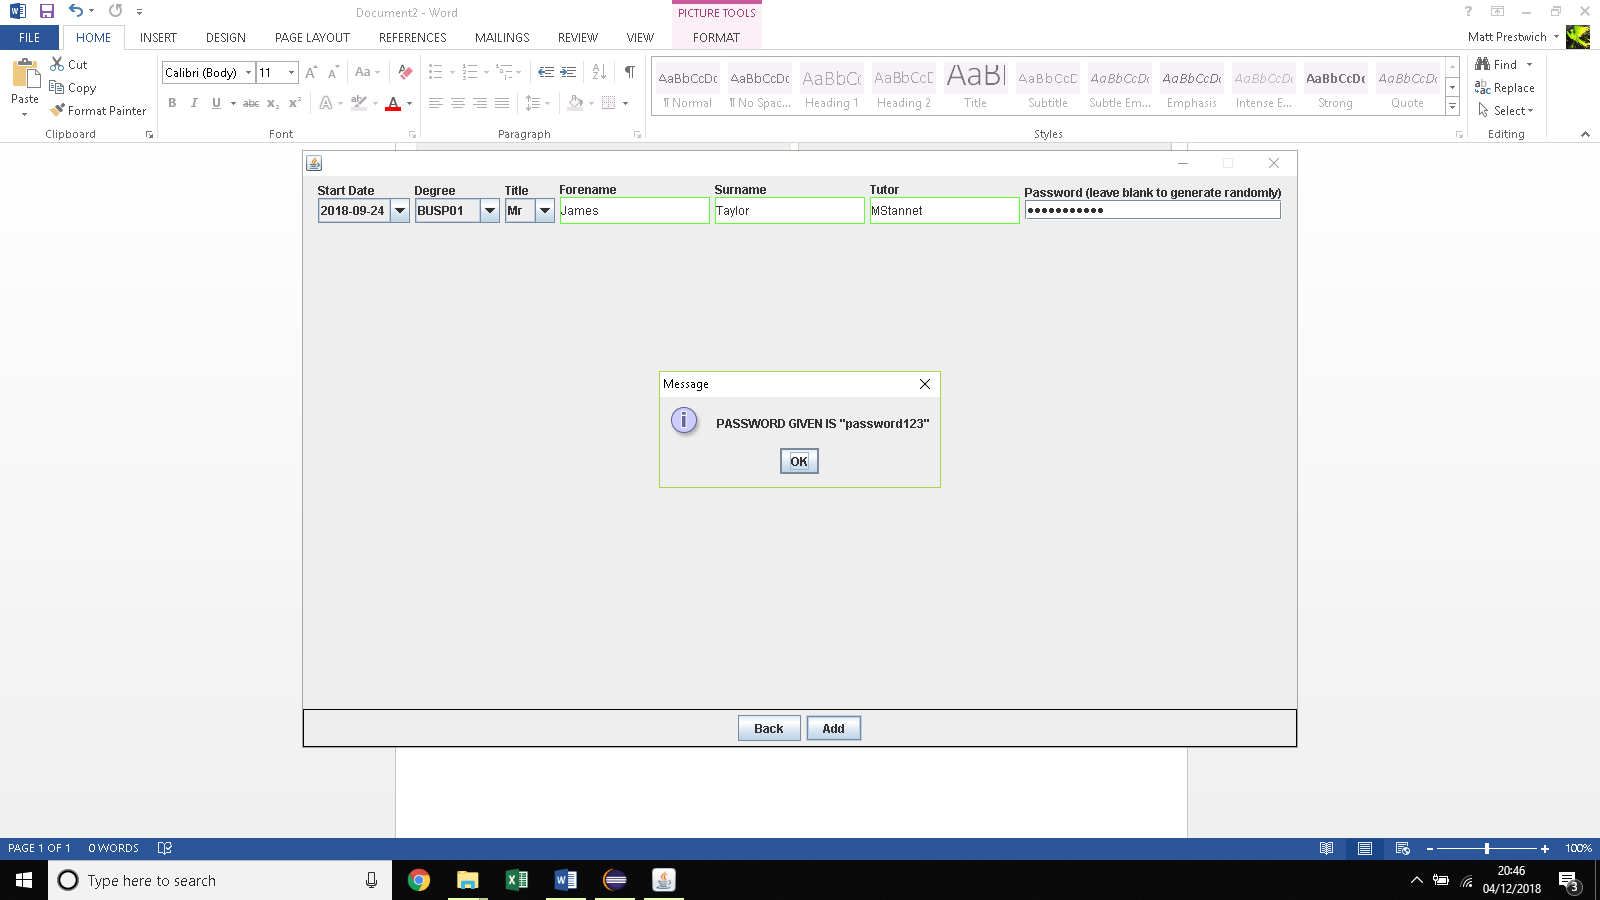 Document2 - Word
PICTURE TOOLS
FILE HOME INSERT DESIGN PAGE LAYOUT REFERENCES MAILINGS REVIEW VIEW FORMAT
Matt Prestwich
Paste
Cut
Copy
Format Painter
Calibri (Body) 11
AaBbCcDc AaBbCcDc AaBbCc AaBbCcD AaBl AaBbCcD AaBbCcDc AaBbCcDc AaBbCcDc AaBbCcDc AaBbCcDc
¶ Normal ¶ No Spac... Heading 1 Heading 2 Title Subtitle Subtle Em... Emphasis Intense E... Strong Quote
Find
Replace
Select
Clipboard Font Paragraph Styles Editing
Start Date Degree Title Forename Surname Tutor Password (leave blank to generate randomly)
2018-09-24 BUSP01 Mr James Taylor MStannet •••••••••••
Message
PASSWORD GIVEN IS "password123"
OK
Back Add
PAGE 1 OF 1 0 WORDS 100%
Type here to search
20:46
04/12/2018
3